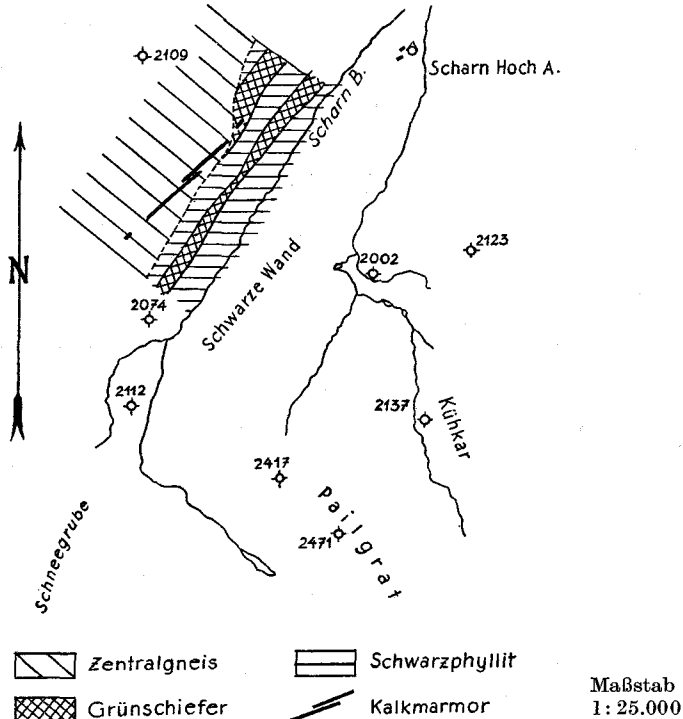 2109
Scharn Hoch A.
Scharn B.
2123
2002
N
2074
Schwarze Wand
2112
2137
Kühkar
2417
Pailgrat
2471
Schneegrube
Zentralgneis
Schwarzphyllit
Grünschiefer
Kalkmarmor
Maßstab
1:25.000